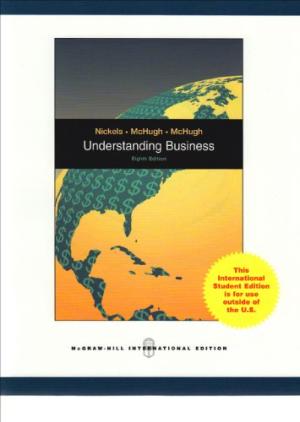 Nickels • McHugh • McHugh
Understanding Business
Eighth Edition
This
International
Student Edition
is for use
outside of
the U.S.
McGRAW-HILL INTERNATIONAL EDITION